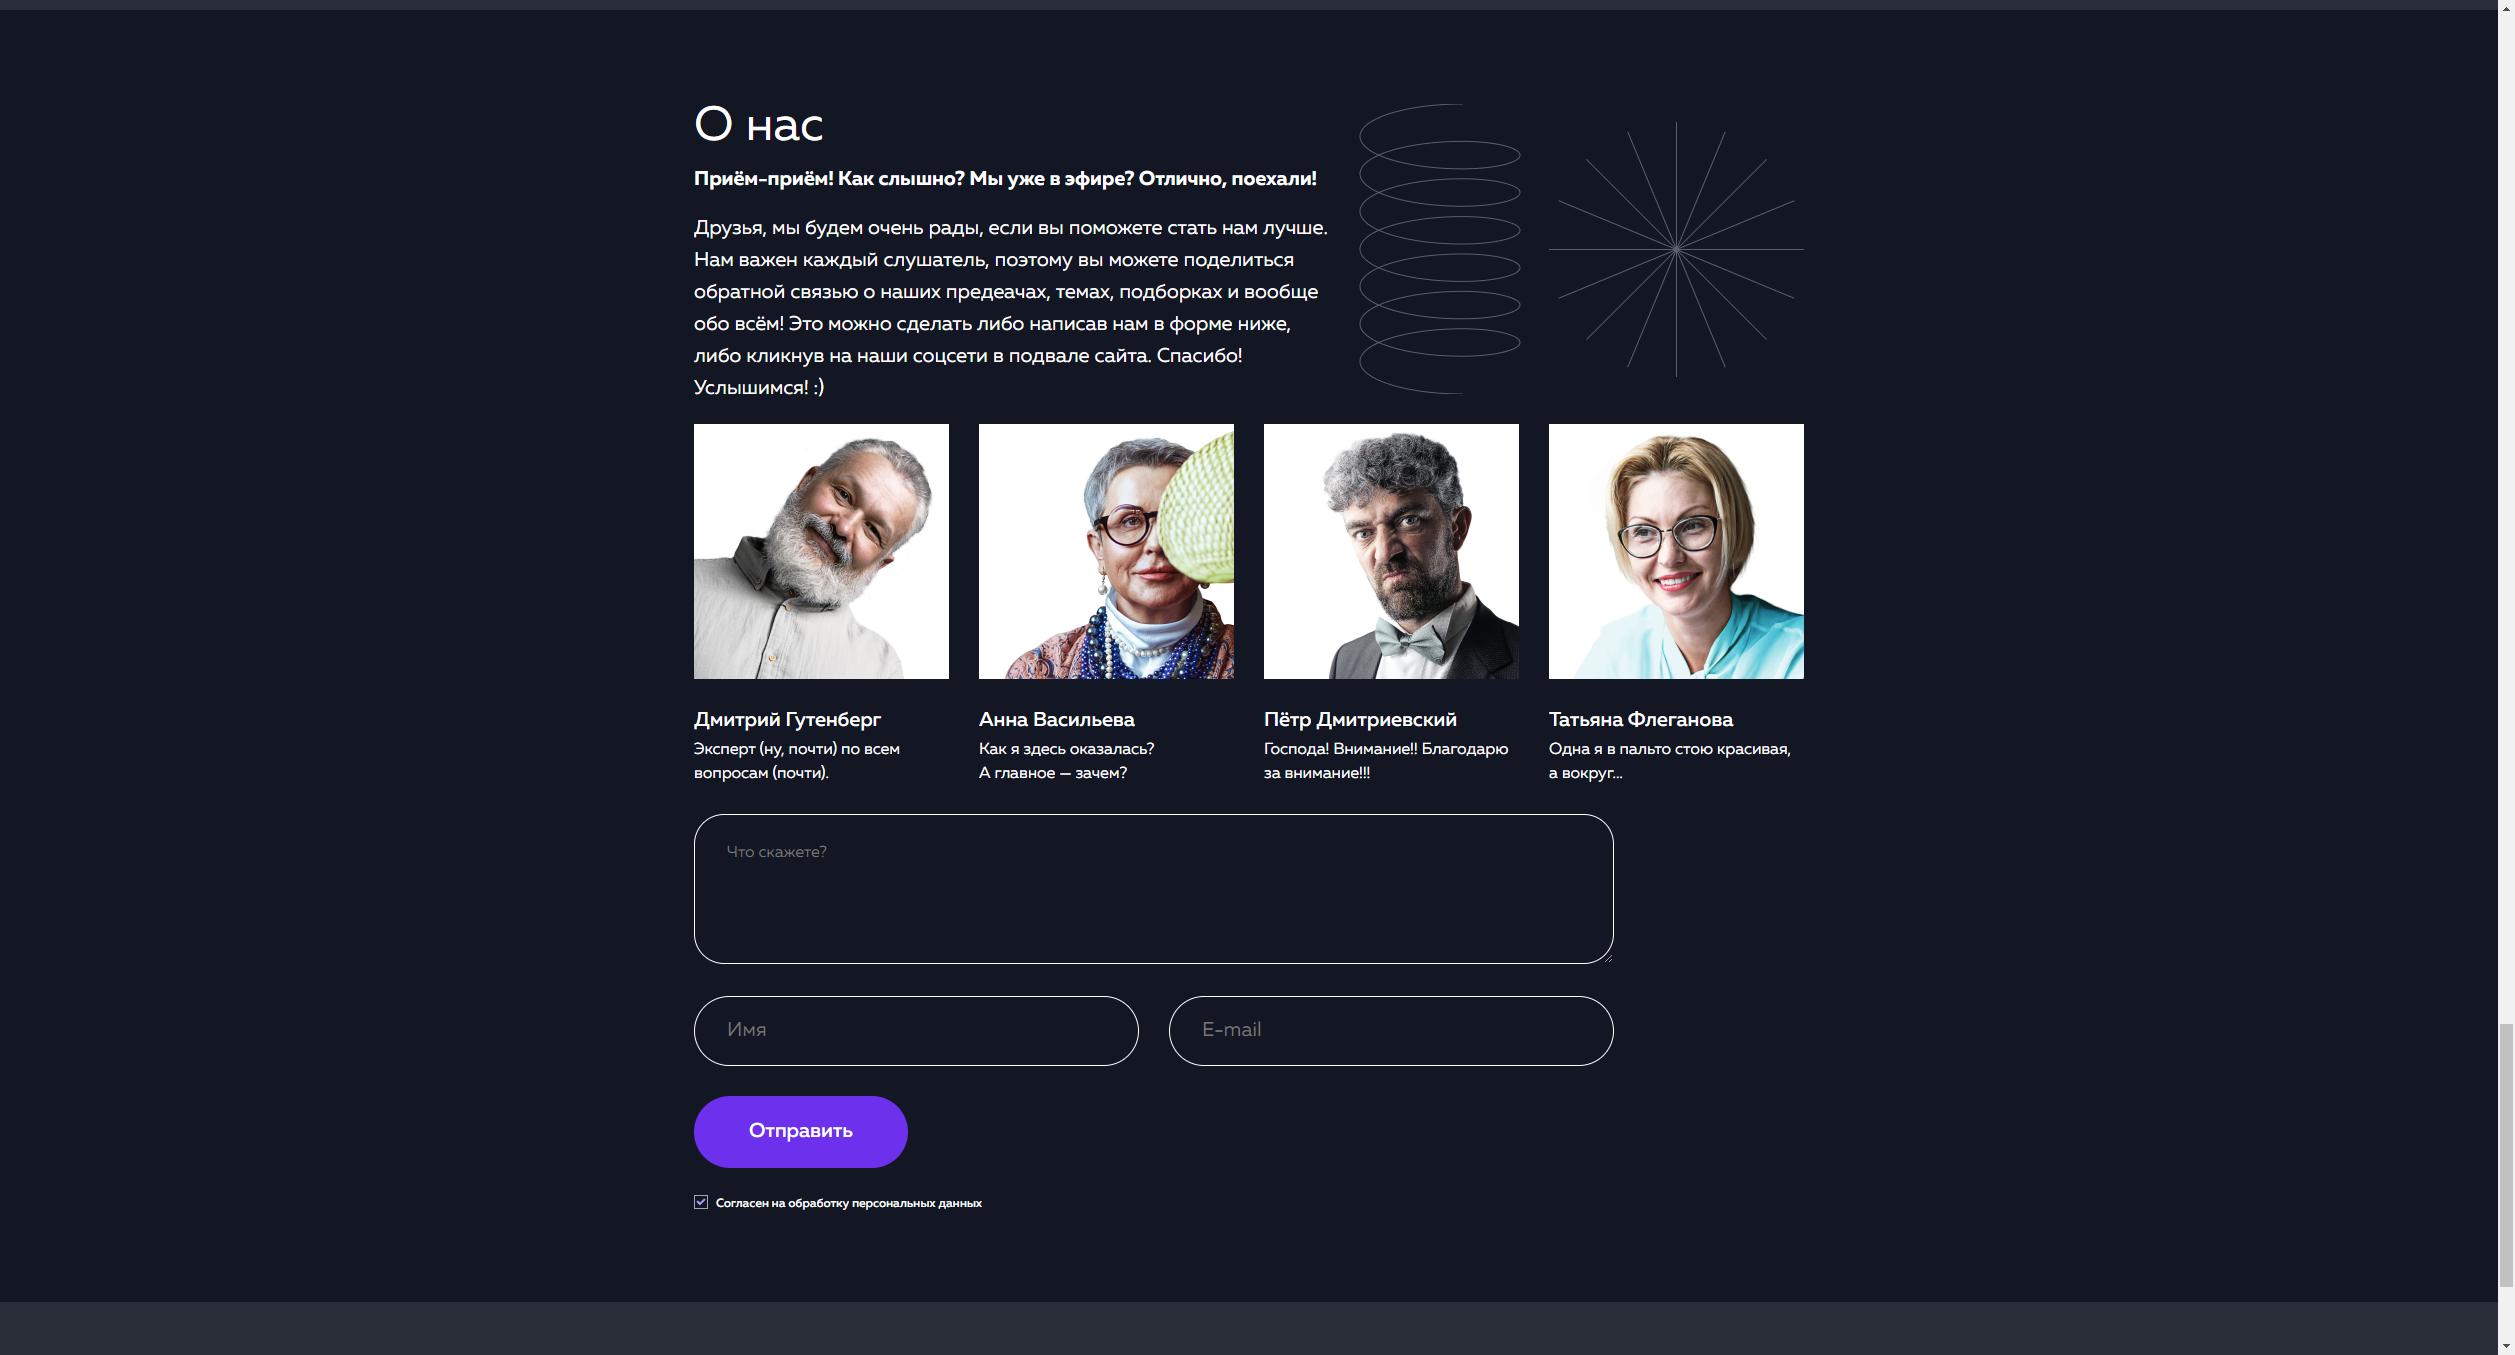 О нас
Приём-приём! Как слышно? Мы уже в эфире? Отлично, поехали!
Друзья, мы будем очень рады, если вы поможете стать нам лучше.
Нам важен каждый слушатель, поэтому вы можете поделиться
обратной связью о наших предеачах, темах, подборках и вообще
обо всём! Это можно сделать либо написав нам в форме ниже,
либо кликнув на наши соцсети в подвале сайта. Спасибо!
Услышимся! :)
Дмитрий Гутенберг
Эксперт (ну, почти) по всем
вопросам (почти).
Анна Васильева
Как я здесь оказалась?
А главное — зачем?
Пётр Дмитриевский
Господа! Внимание!! Благодарю
за внимание!!!
Татьяна Флеганова
Одна я в пальто стою красивая,
а вокруг...
Что скажете?
Имя
E-mail
Отправить
Согласен на обработку персональных данных